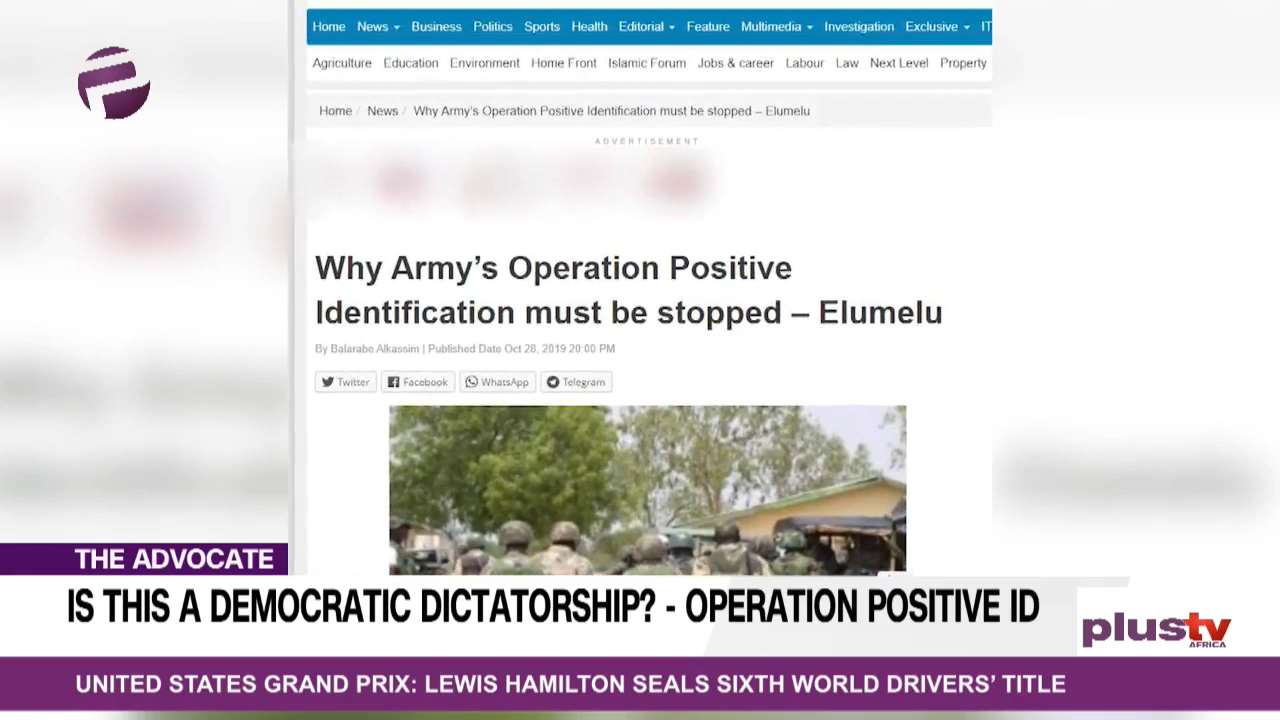 Home News Business Politics Sports Health Editorial Feature Multimedia Investigation Exclusive IT
Agriculture Education Environment Home Front Islamic Forum Jobs & career Labour Law Next Level Property
Home / News / Why Army's Operation Positive Identification must be stopped – Elumelu
ADVERTISEMENT
Why Army's Operation Positive
Identification must be stopped – Elumelu
By Balarabe Alkassim | Published Date Oct 28, 2019 20:00 PM
Twitter Facebook WhatsApp Telegram
THE ADVOCATE
IS THIS A DEMOCRATIC DICTATORSHIP? - OPERATION POSITIVE ID
plustv
AFRICA
UNITED STATES GRAND PRIX: LEWIS HAMILTON SEALS SIXTH WORLD DRIVERS' TITLE